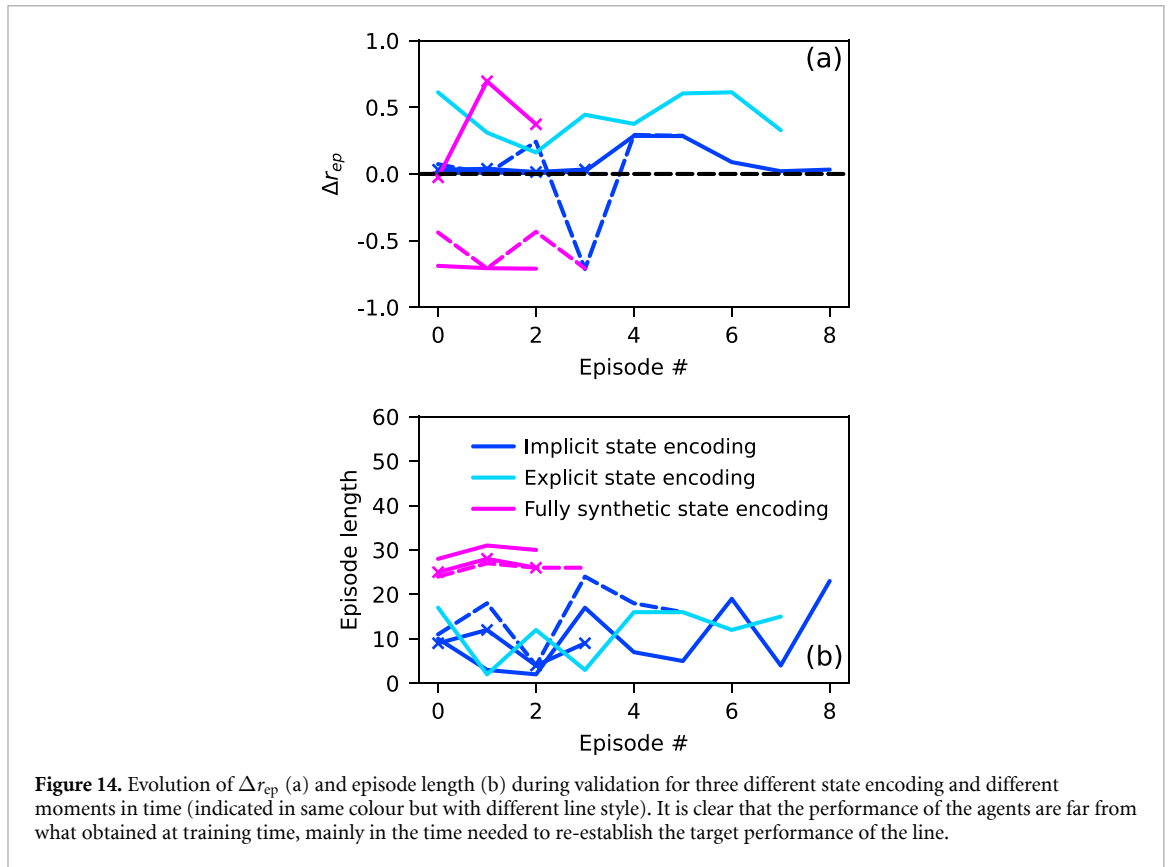 1.0
0.5
0.0
-0.5
-1.0
Δr_ep
(a)
0 2 4 6 8
Episode #
60
50
40
30
20
10
0
Episode length
Implicit state encoding
Explicit state encoding
Fully synthetic state encoding
(b)
0 2 4 6 8
Episode #
Figure 14. Evolution of Δr_ep (a) and episode length (b) during validation for three different state encoding and different
moments in time (indicated in same colour but with different line style). It is clear that the performance of the agents are far from
what obtained at training time, mainly in the time needed to re-establish the target performance of the line.